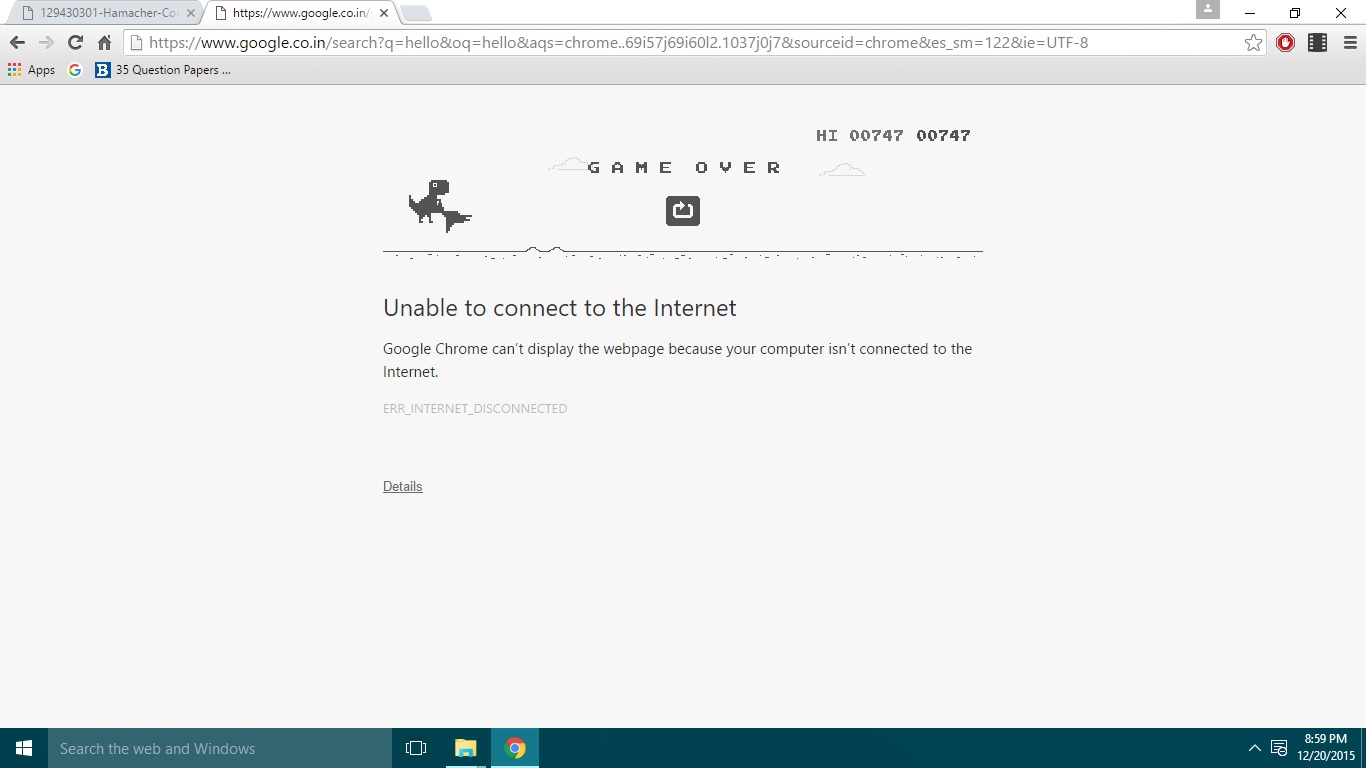 129430301-Hamacher-Co
https://www.google.co.in/
https://www.google.co.in/search?q=hello&oq=hello&aqs=chrome..69i57j69i60l2.1037j0j7&sourceid=chrome&es_sm=122&ie=UTF-8
Apps G B 35 Question Papers ...
HI 00747 00747
GAME OVER
Unable to connect to the Internet
Google Chrome can't display the webpage because your computer isn't connected to the
Internet.
ERR_INTERNET_DISCONNECTED
Details
Search the web and Windows
8:59 PM
12/20/2015